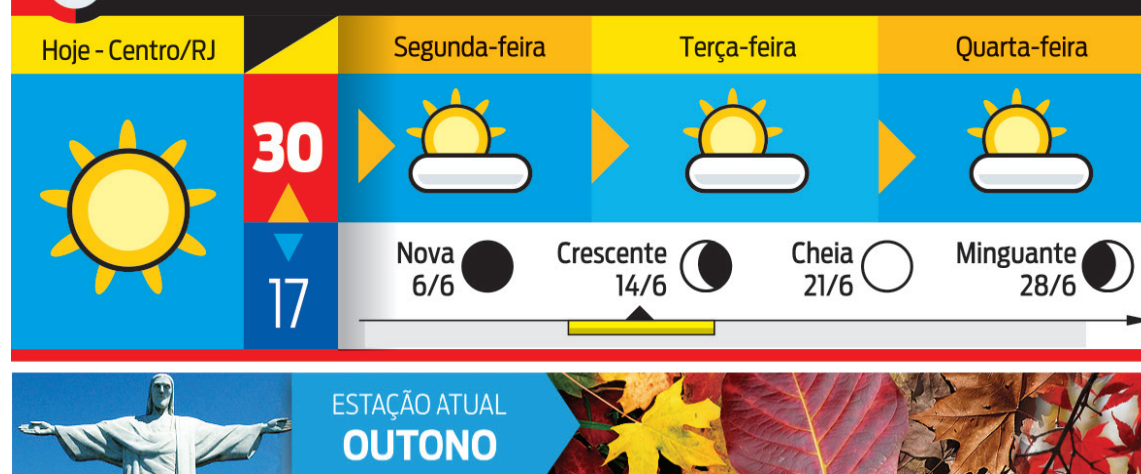 Hoje - Centro/RJ
Segunda-feira
Terça-feira
Quarta-feira
30
17
Nova
6/6
Crescente
14/6
Cheia
21/6
Minguante
28/6
ESTAÇÃO ATUAL
OUTONO